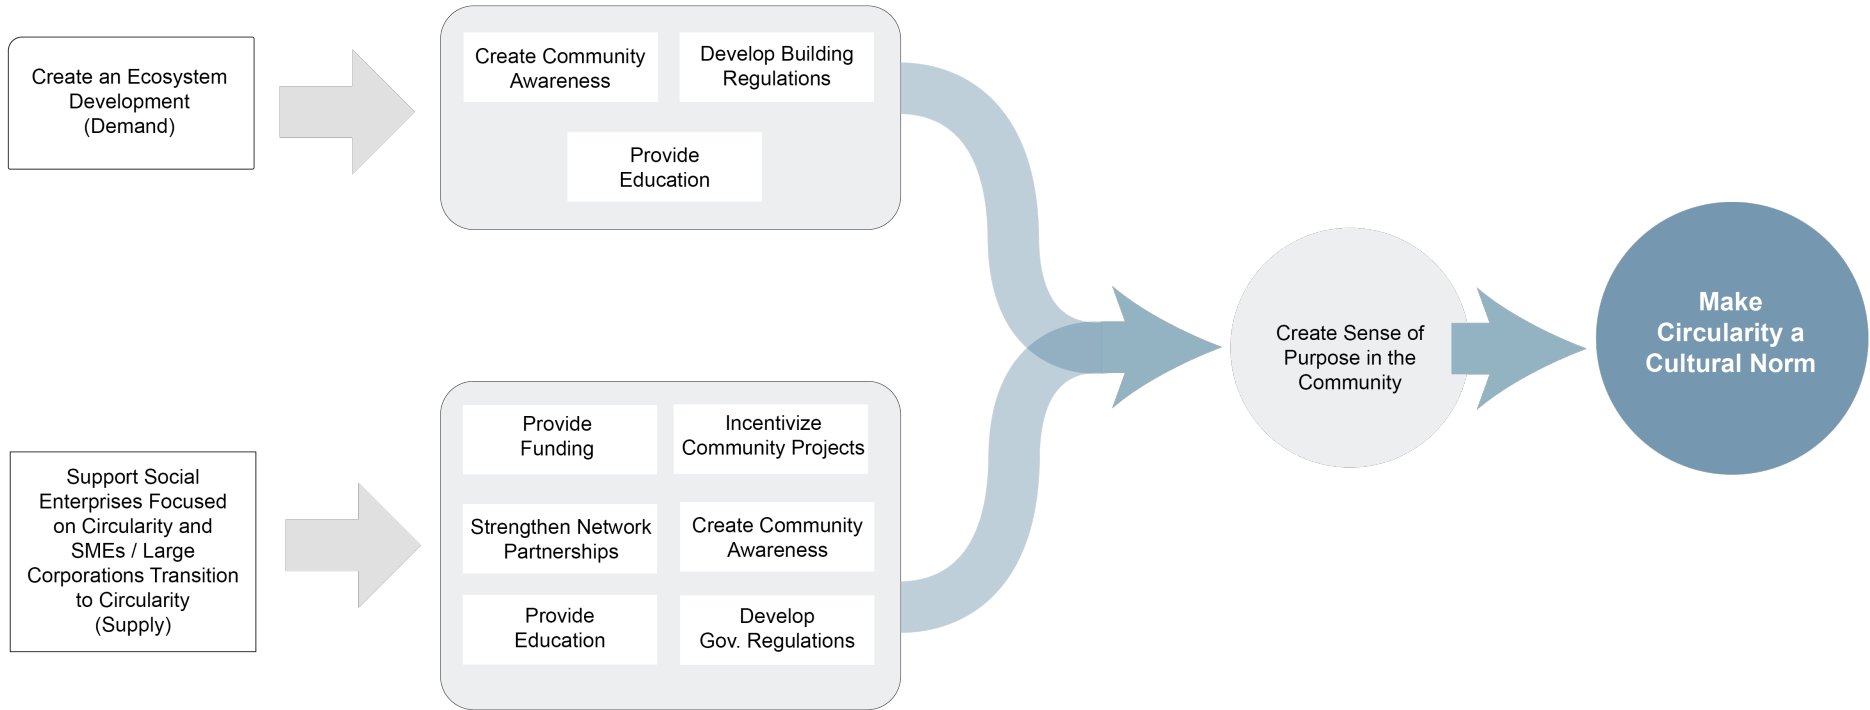 Create an Ecosystem
Development
(Demand)
Create Community
Awareness
Develop Building
Regulations
Provide
Education
Support Social
Enterprises Focused
on Circularity and
SMEs / Large
Corporations Transition
to Circularity
(Supply)
Provide
Funding
Incentivize
Community Projects
Strengthen Network
Partnerships
Create Community
Awareness
Provide
Education
Develop
Gov. Regulations
Create Sense of
Purpose in the
Community
Make
Circularity a
Cultural Norm